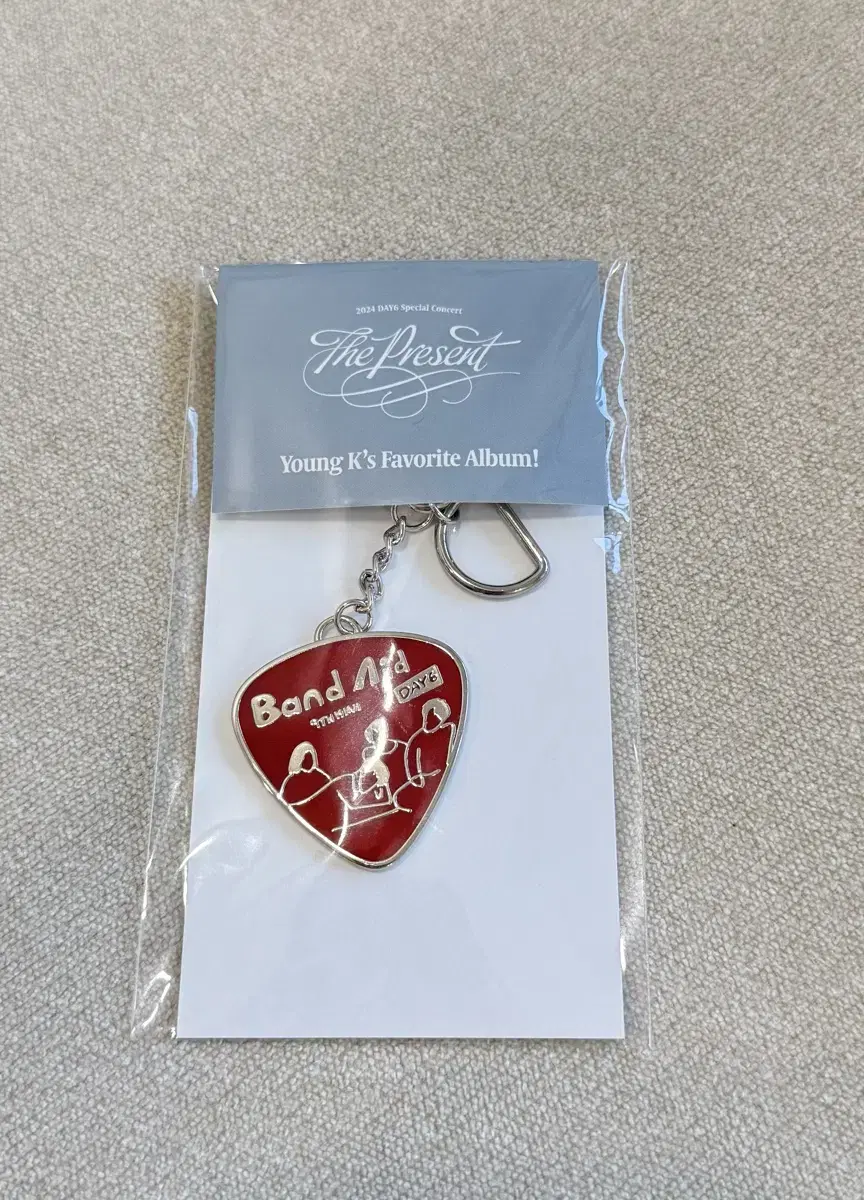 2024 DAY6 Special Concert
The Present
Young K's Favorite Album!
Band Aid
DAY6
9TH MINI